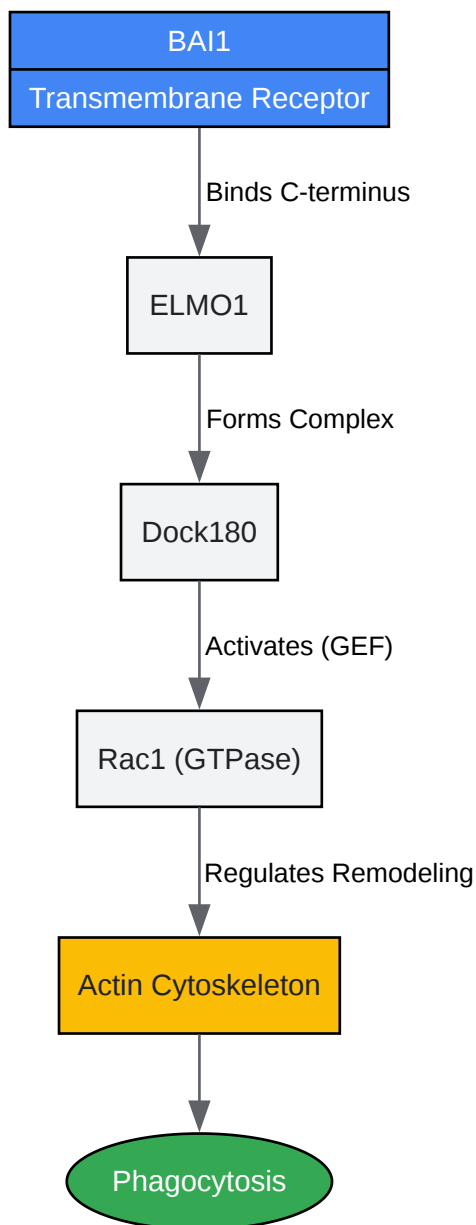 BAI1
Transmembrane Receptor
Binds C-terminus
ELMO1
Forms Complex
Dock180
Activates (GEF)
Rac1 (GTPase)
Regulates Remodeling
Actin Cytoskeleton
Phagocytosis